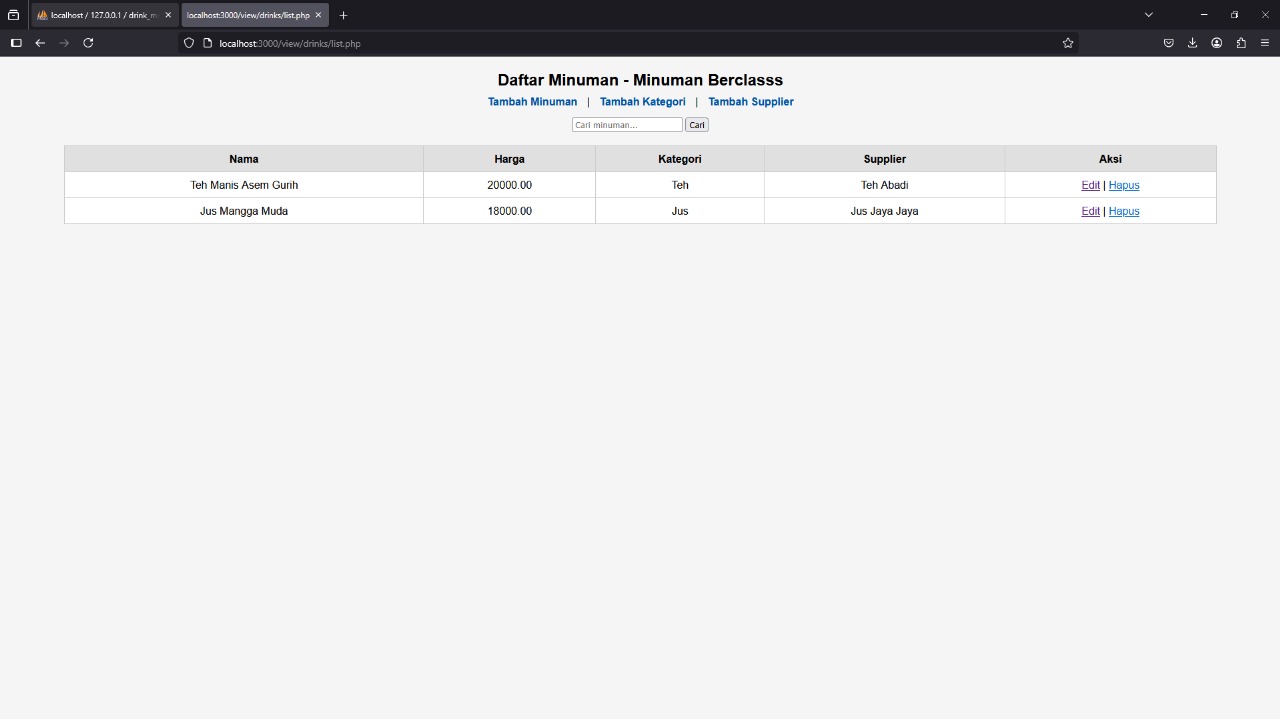 localhost / 127.0.0.1 / drink_m
localhost:3000/view/drinks/list.php
localhost:3000/view/drinks/list.php
Daftar Minuman - Minuman Berclasss
Tambah Minuman | Tambah Kategori | Tambah Supplier
Cari minuman... Cari
Nama Harga Kategori Supplier Aksi
Teh Manis Asem Gurih 20000.00 Teh Teh Abadi Edit | Hapus
Jus Mangga Muda 18000.00 Jus Jus Jaya Jaya Edit | Hapus